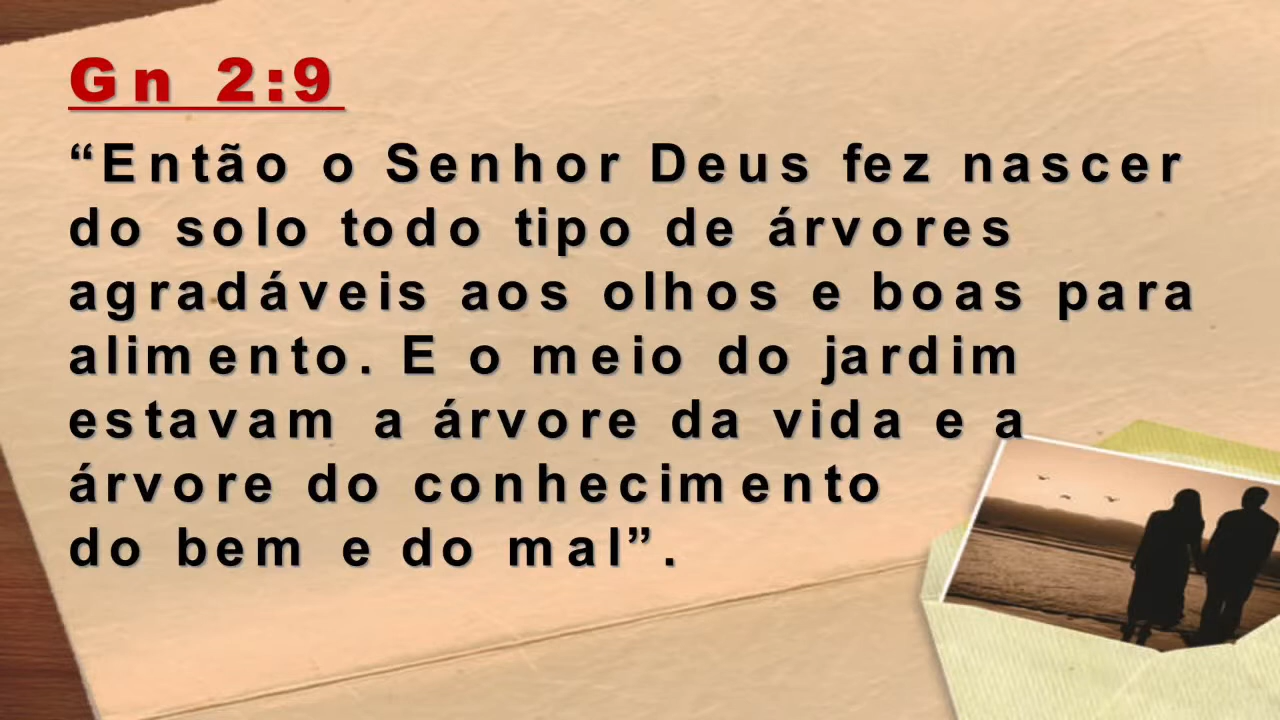 Gn 2:9
“Então o Senhor Deus fez nascer
do solo todo tipo de árvores
agradáveis aos olhos e boas para
alimento. E o meio do jardim
estavam a árvore da vida e a
árvore do conhecimento
do bem e do mal”.